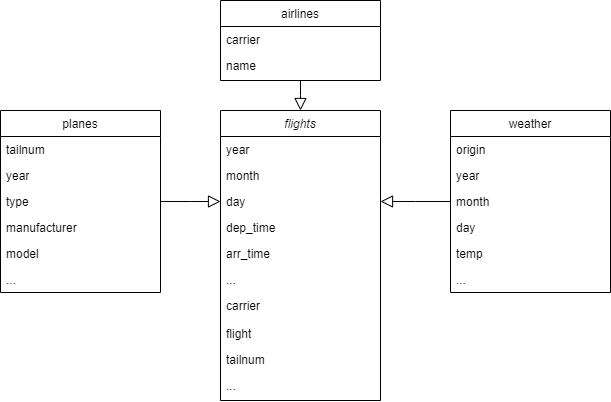 airlines
carrier
name
planes
tailnum
year
type
manufacturer
model
...
flights
year
month
day
dep_time
arr_time
...
carrier
flight
tailnum
...
weather
origin
year
month
day
temp
...